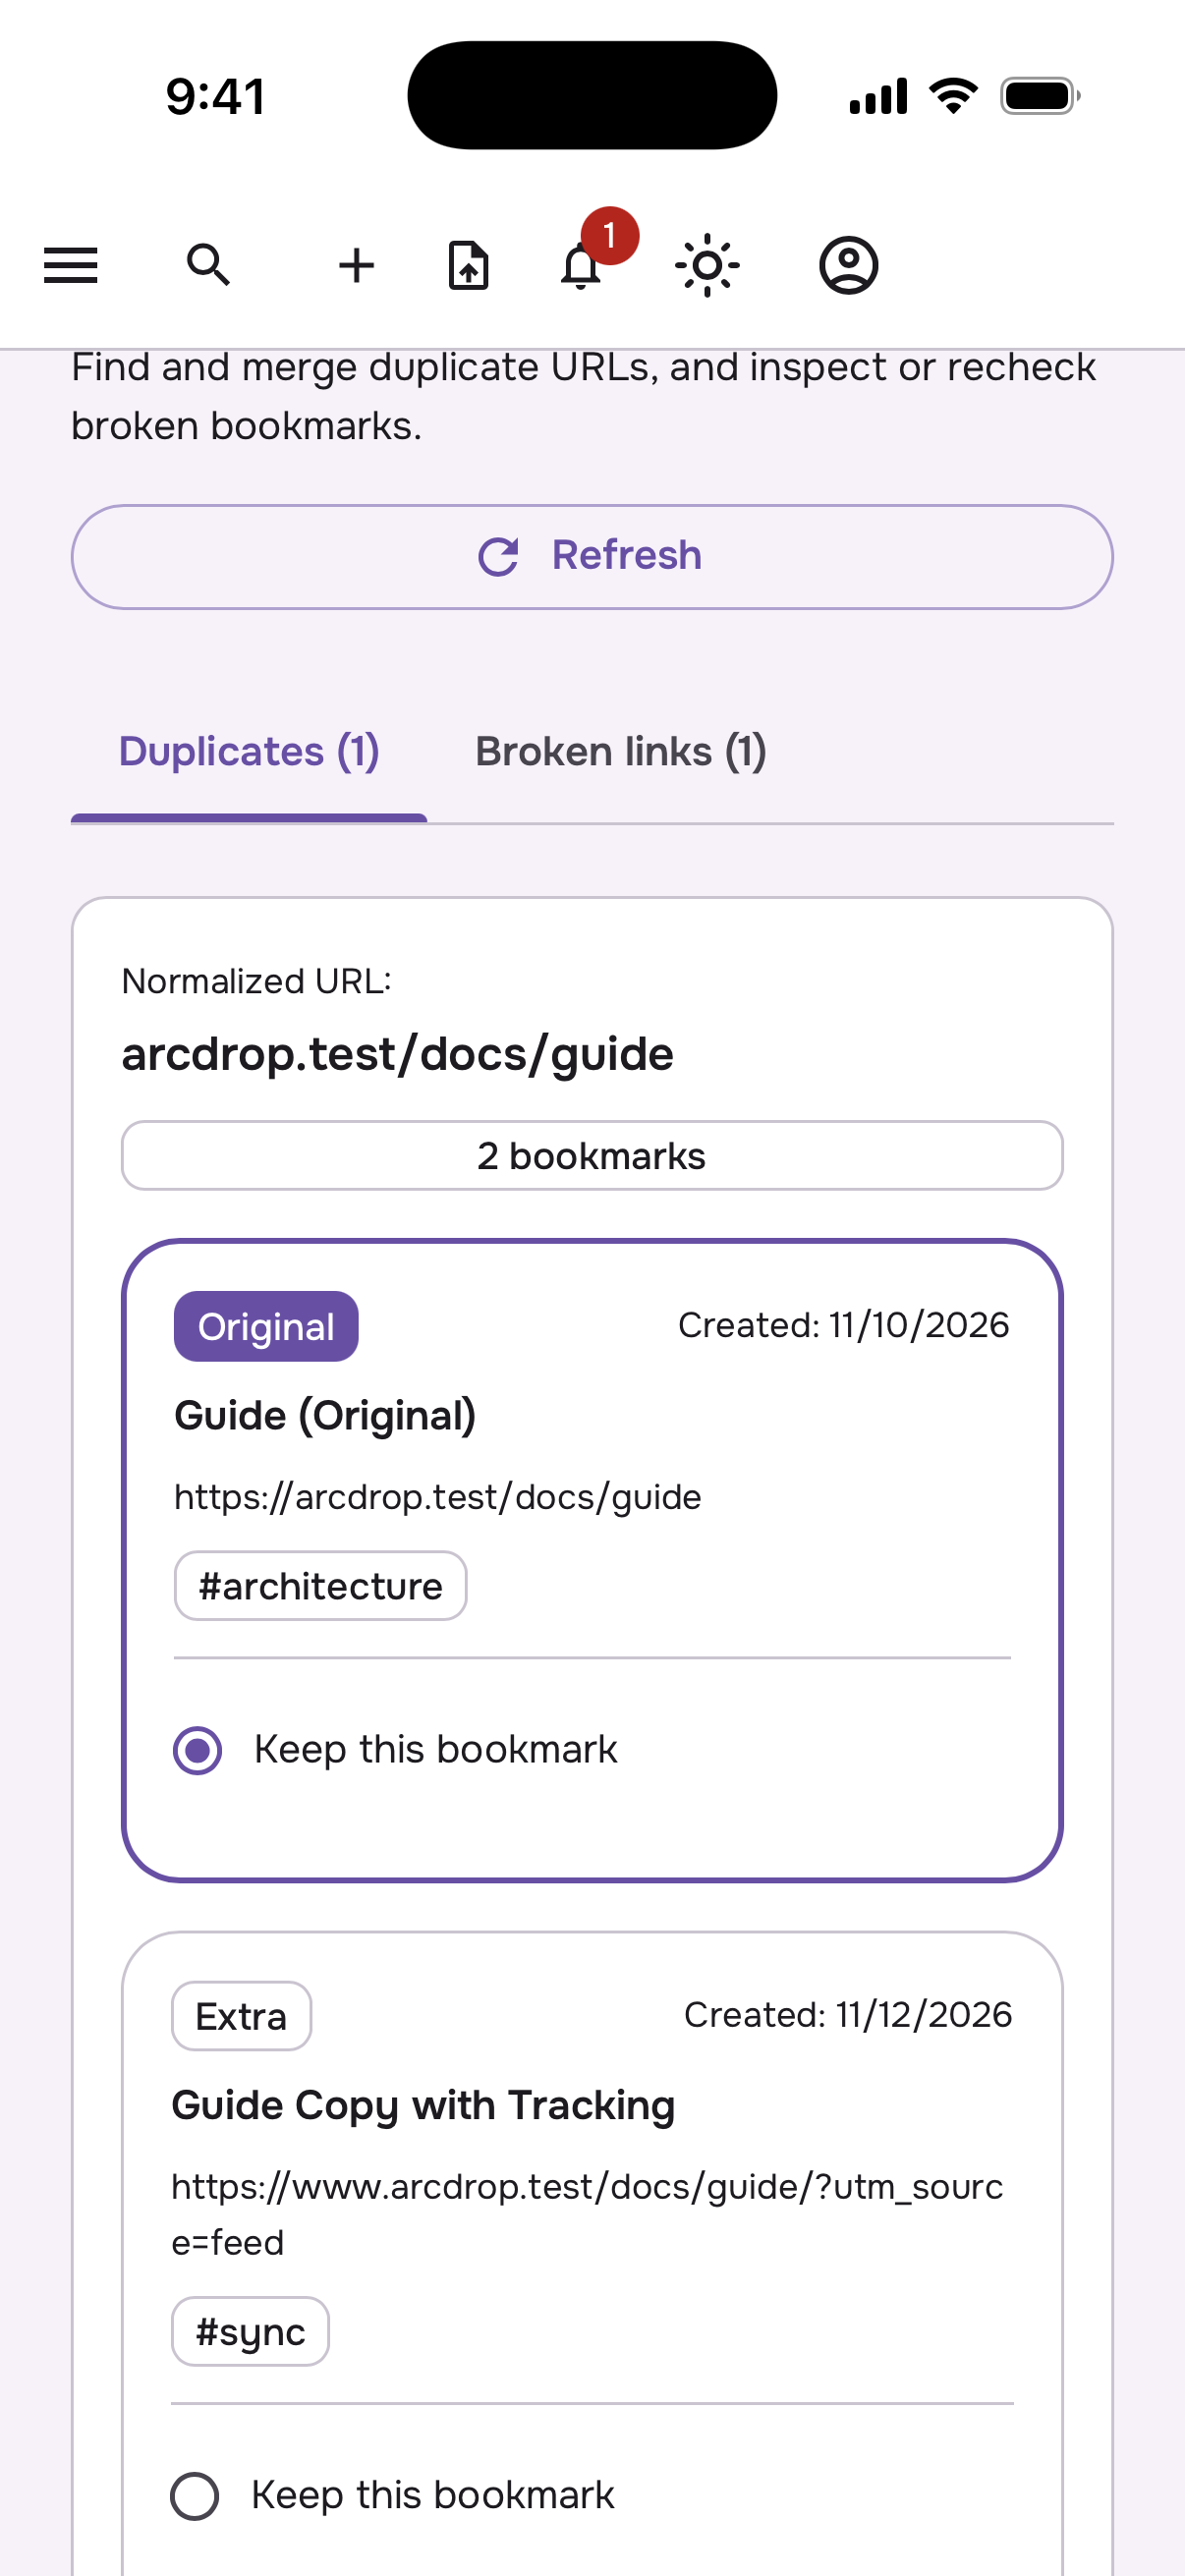 9:41
1
Find and merge duplicate URLs, and inspect or recheck
broken bookmarks.
Refresh
Duplicates (1)
Broken links (1)
Normalized URL:
arcdrop.test/docs/guide
2 bookmarks
Original
Created: 11/10/2026
Guide (Original)
https://arcdrop.test/docs/guide
#architecture
Keep this bookmark
Extra
Created: 11/12/2026
Guide Copy with Tracking
https://www.arcdrop.test/docs/guide/?utm_sourc
e=feed
#sync
Keep this bookmark